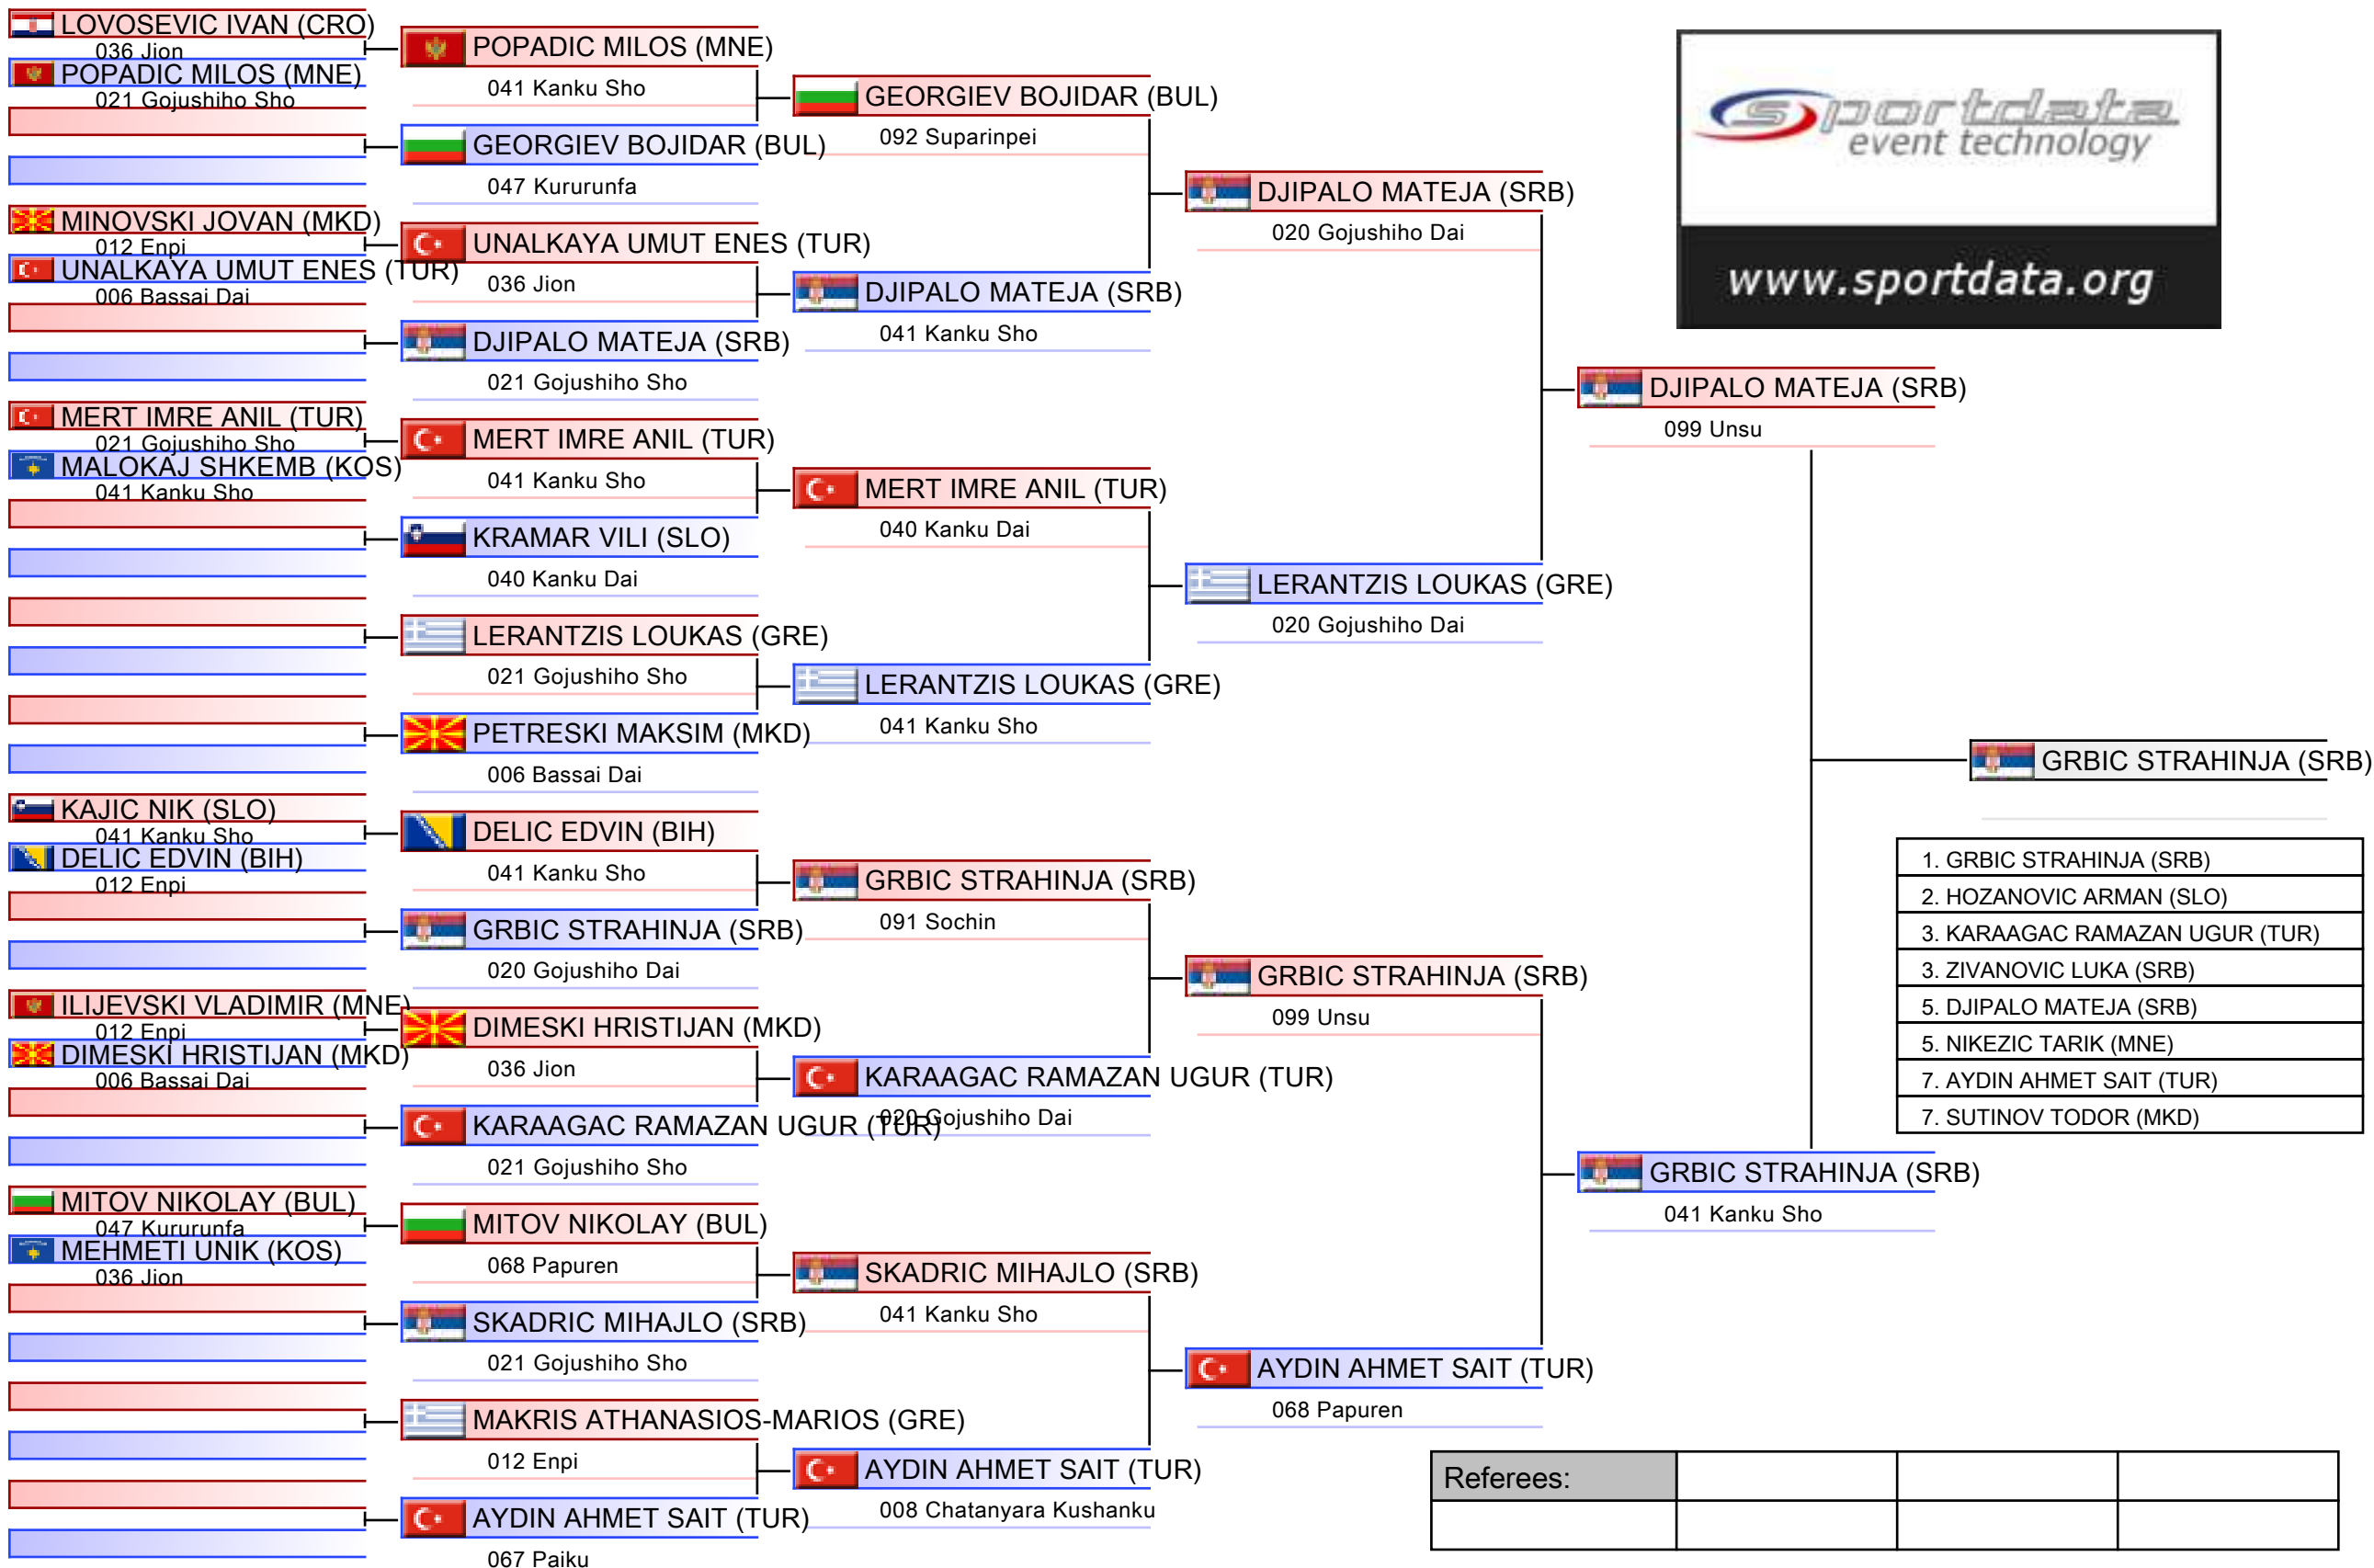 LOVOSEVIC IVAN (CRO)
036 Jion
POPADIC MILOS (MNE)
021 Gojushiho Sho
MINOVSKI JOVAN (MKD)
012 Enpi
UNALKAYA UMUT ENES (TUR)
006 Bassai Dai
MERT IMRE ANIL (TUR)
021 Gojushiho Sho
MALOKAJ SHKEMB (KOS)
041 Kanku Sho
KAJIC NIK (SLO)
041 Kanku Sho
DELIC EDVIN (BIH)
012 Enpi
ILIJEVSKI VLADIMIR (MNE)
012 Enpi
DIMESKI HRISTIJAN (MKD)
006 Bassai Dai
MITOV NIKOLAY (BUL)
047 Kururunfa
MEHMETI UNIK (KOS)
036 Jion
POPADIC MILOS (MNE)
041 Kanku Sho
GEORGIEV BOJIDAR (BUL)
047 Kururunfa
UNALKAYA UMUT ENES (TUR)
036 Jion
DJIPALO MATEJA (SRB)
021 Gojushiho Sho
MERT IMRE ANIL (TUR)
041 Kanku Sho
KRAMAR VILI (SLO)
040 Kanku Dai
LERANTZIS LOUKAS (GRE)
021 Gojushiho Sho
PETRESKI MAKSIM (MKD)
006 Bassai Dai
DELIC EDVIN (BIH)
041 Kanku Sho
GRBIC STRAHINJA (SRB)
020 Gojushiho Dai
DIMESKI HRISTIJAN (MKD)
036 Jion
KARAAGAC RAMAZAN UGUR (TUR)
021 Gojushiho Sho
MITOV NIKOLAY (BUL)
068 Papuren
SKADRIC MIHAJLO (SRB)
021 Gojushiho Sho
MAKRIS ATHANASIOS-MARIOS (GRE)
012 Enpi
AYDIN AHMET SAIT (TUR)
067 Paiku
GEORGIEV BOJIDAR (BUL)
092 Suparinpei
DJIPALO MATEJA (SRB)
041 Kanku Sho
MERT IMRE ANIL (TUR)
040 Kanku Dai
LERANTZIS LOUKAS (GRE)
041 Kanku Sho
GRBIC STRAHINJA (SRB)
091 Sochin
KARAAGAC RAMAZAN UGUR (TUR)
020 Gojushiho Dai
SKADRIC MIHAJLO (SRB)
041 Kanku Sho
AYDIN AHMET SAIT (TUR)
008 Chatanyara Kushanku
DJIPALO MATEJA (SRB)
020 Gojushiho Dai
LERANTZIS LOUKAS (GRE)
020 Gojushiho Dai
GRBIC STRAHINJA (SRB)
099 Unsu
AYDIN AHMET SAIT (TUR)
068 Papuren
DJIPALO MATEJA (SRB)
099 Unsu
GRBIC STRAHINJA (SRB)
041 Kanku Sho
GRBIC STRAHINJA (SRB)
sportdata
event technology
www.sportdata.org
1. GRBIC STRAHINJA (SRB)
2. HOZANOVIC ARMAN (SLO)
3. KARAAGAC RAMAZAN UGUR (TUR)
3. ZIVANOVIC LUKA (SRB)
5. DJIPALO MATEJA (SRB)
5. NIKEZIC TARIK (MNE)
7. AYDIN AHMET SAIT (TUR)
7. SUTINOV TODOR (MKD)
Referees: